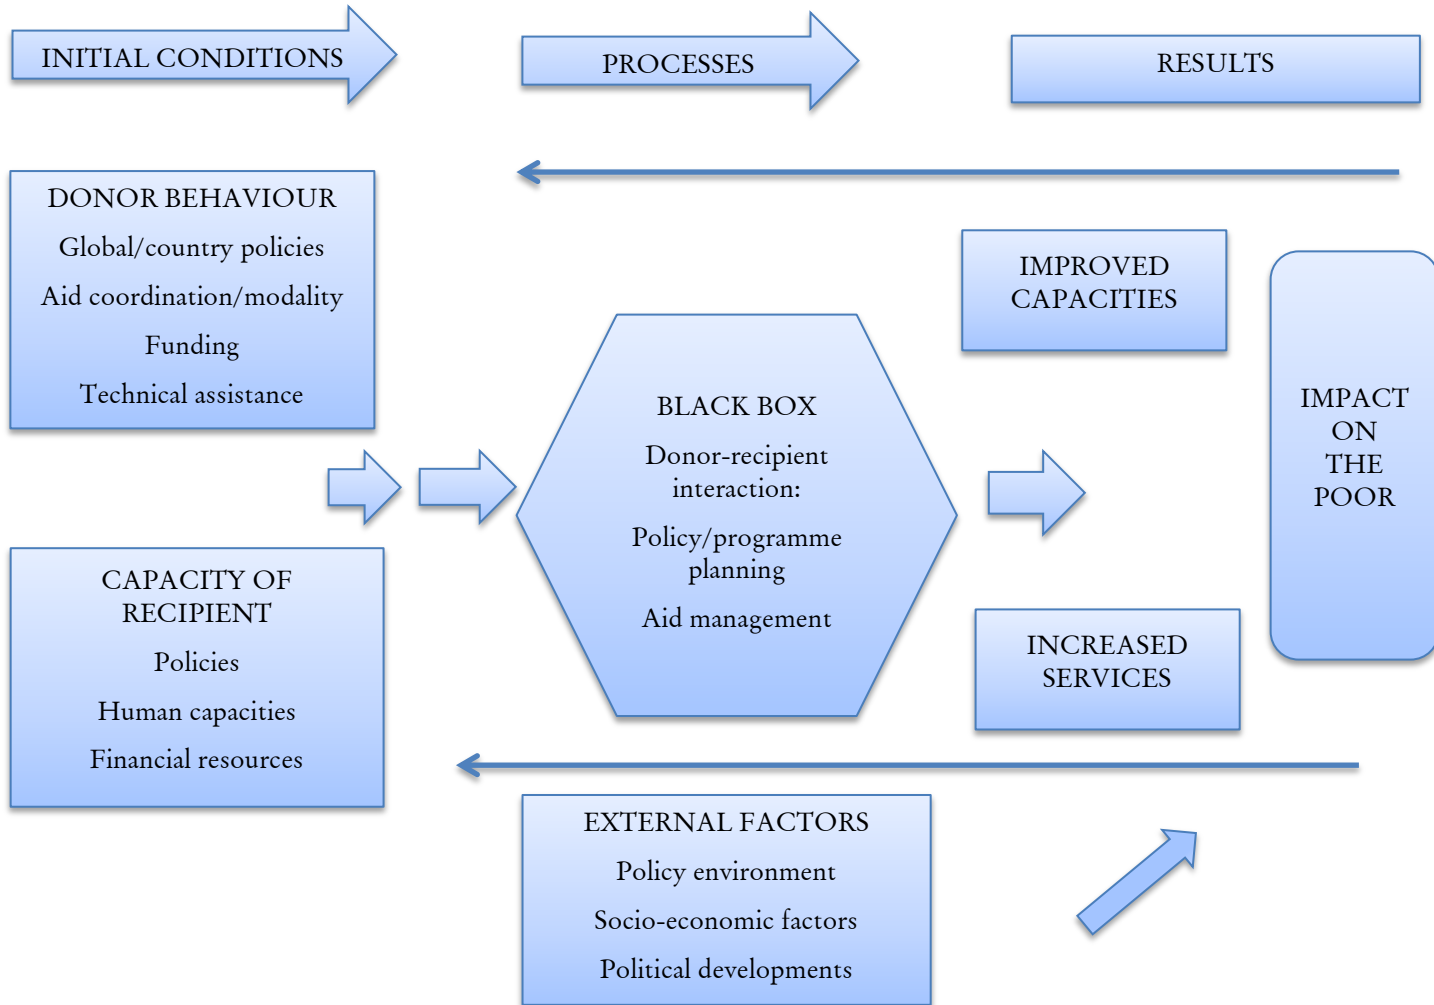 INITIAL CONDITIONS
PROCESSES
RESULTS
DONOR BEHAVIOUR
Global/country policies
Aid coordination/modality
Funding
Technical assistance
CAPACITY OF
RECIPIENT
Policies
Human capacities
Financial resources
BLACK BOX
Donor-recipient
interaction:
Policy/programme
planning
Aid management
IMPROVED
CAPACITIES
INCREASED
SERVICES
IMPACT
ON
THE
POOR
EXTERNAL FACTORS
Policy environment
Socio-economic factors
Political developments